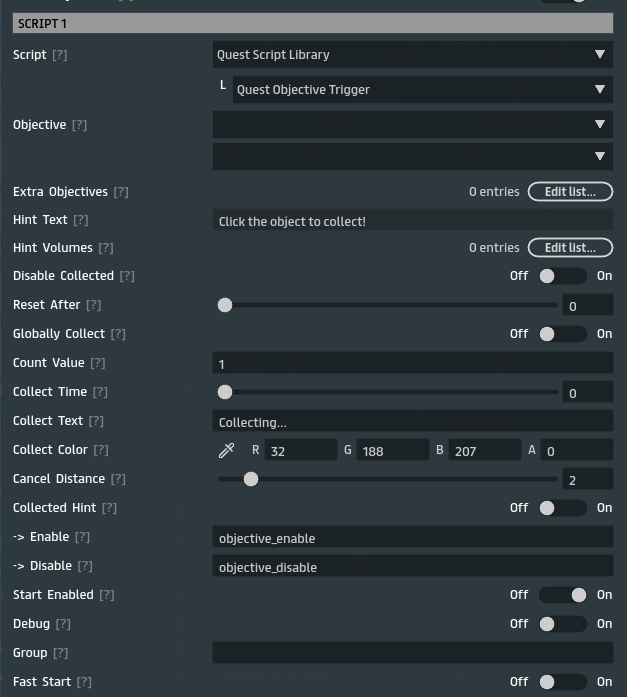 SCRIPT 1
Script [?] Quest Script Library
L Quest Objective Trigger
Objective [?]
Extra Objectives [?] 0 entries Edit list...
Hint Text [?] Click the object to collect!
Hint Volumes [?] 0 entries Edit list...
Disable Collected [?] Off On
Reset After [?] 0
Globally Collect [?] Off On
Count Value [?] 1
Collect Time [?] 0
Collect Text [?] Collecting...
Collect Color [?] R 32 G 188 B 207 A 0
Cancel Distance [?] 2
Collected Hint [?] Off On
-> Enable [?] objective_enable
-> Disable [?] objective_disable
Start Enabled [?] Off On
Debug [?] Off On
Group [?]
Fast Start [?] Off On